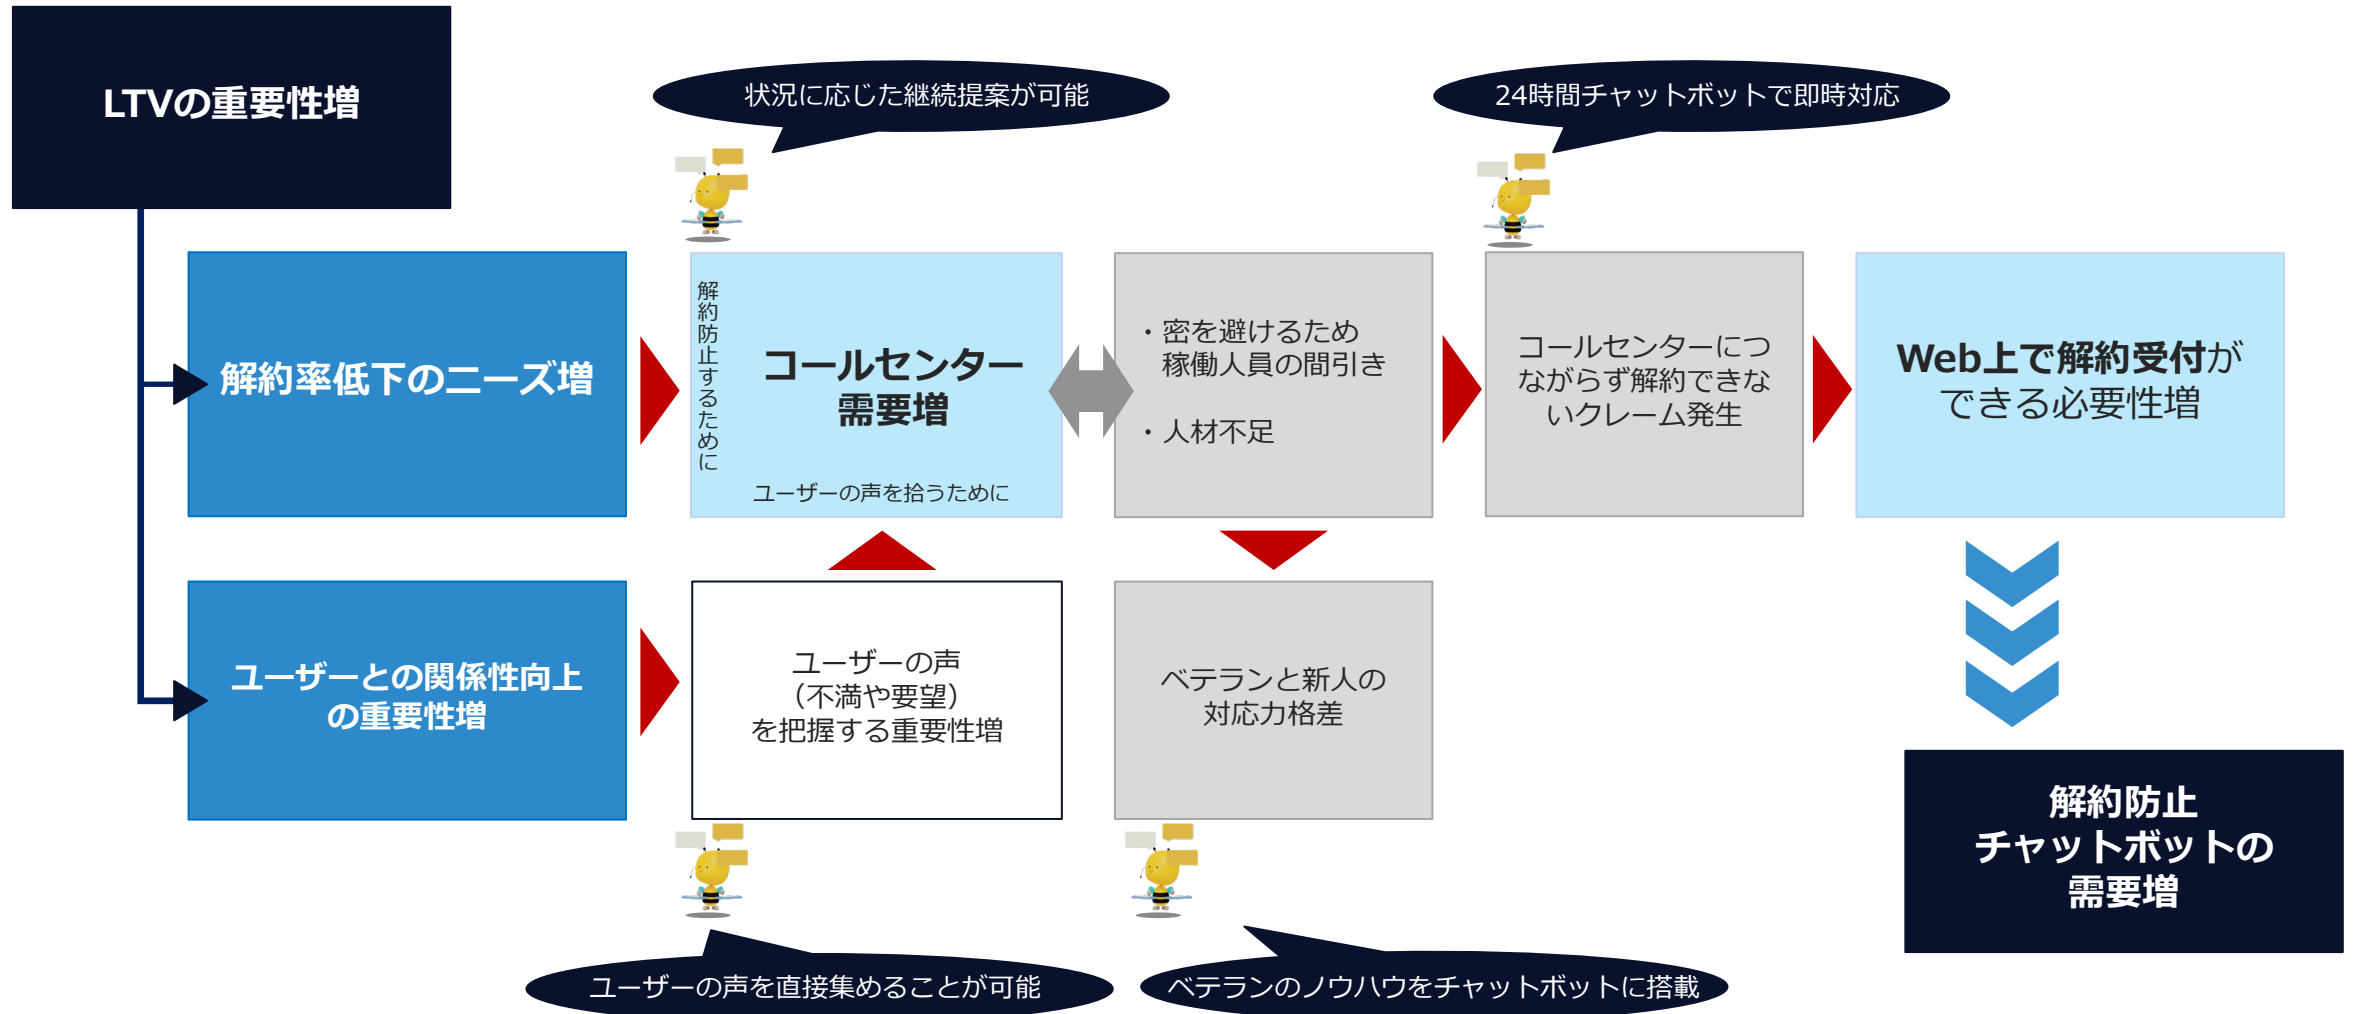 LTVの重要性増
状況に応じた継続提案が可能
24時間チャットボットで即時対応
解約率低下のニーズ増
解約防止するために
コールセンター
需要増
ユーザーの声を拾うために
・密を避けるため
稼働人員の間引き
・人材不足
コールセンターにつ
ながらず解約できな
いクレーム発生
Web上で解約受付が
できる必要性増
ユーザーとの関係性向上
の重要性増
ユーザーの声
（不満や要望）
を把握する重要性増
ベテランと新人の
対応力格差
解約防止
チャットボットの
需要増
ユーザーの声を直接集めることが可能
ベテランのノウハウをチャットボットに搭載